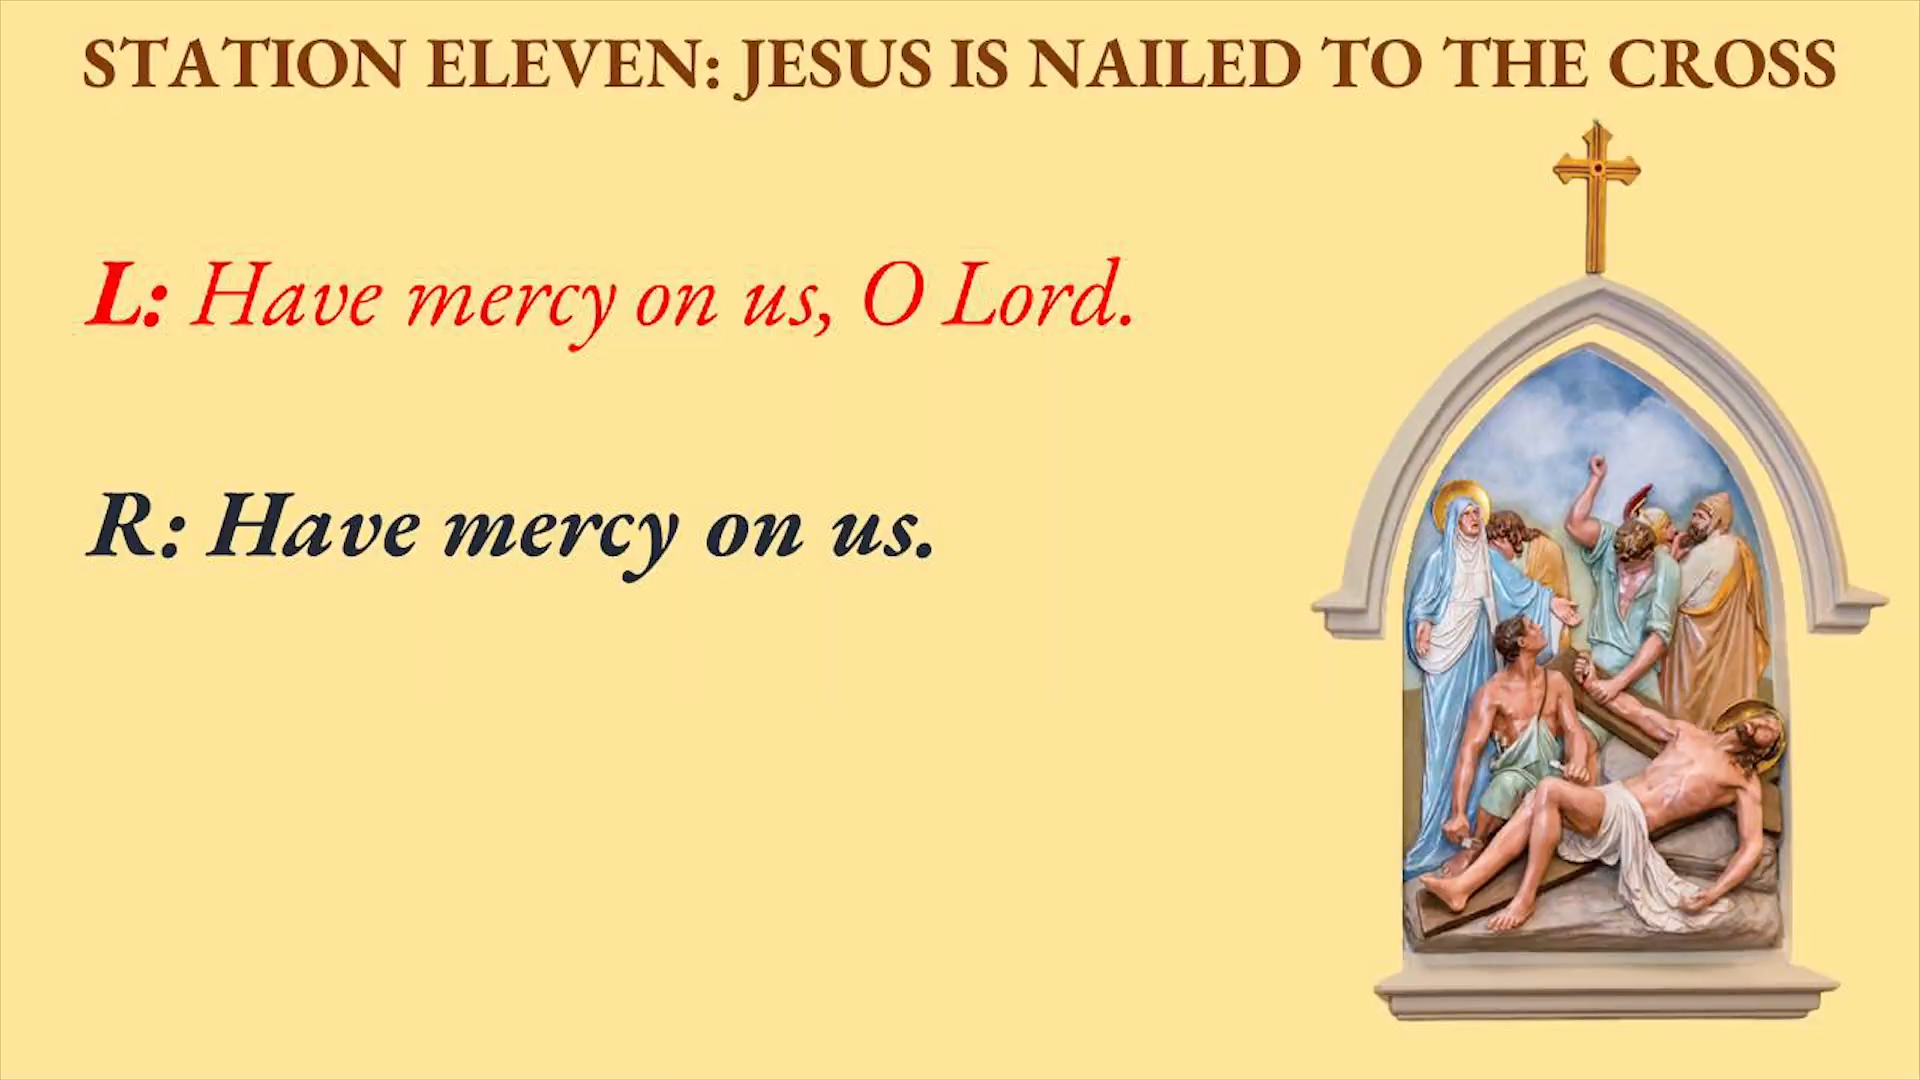 STATION ELEVEN: JESUS IS NAILED TO THE CROSS
L: Have mercy on us, O Lord.
R: Have mercy on us.